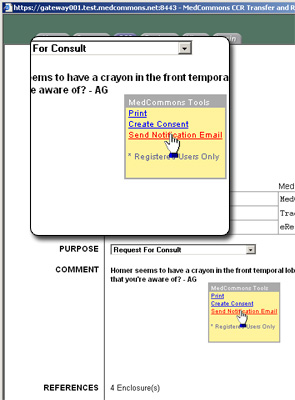 https://gateway001.test.medcommons.net:8443 - MedCommons CCR Transfer and R
For Consult
seems to have a crayon in the front tempora
e aware of? - AG
MedCommons Tools
Print
Create Consent
Send Notification Email
* Registered Users Only
Med
Med
Trac
eRe
PURPOSE
Request For Consult
COMMENT
Homer seems to have a crayon in the front temporal lob
that you're aware of? - AG
MedCommons Tools
Print
Create Consent
Send Notification Email
* Registered Users Only
REFERENCES
4 Enclosure(s)